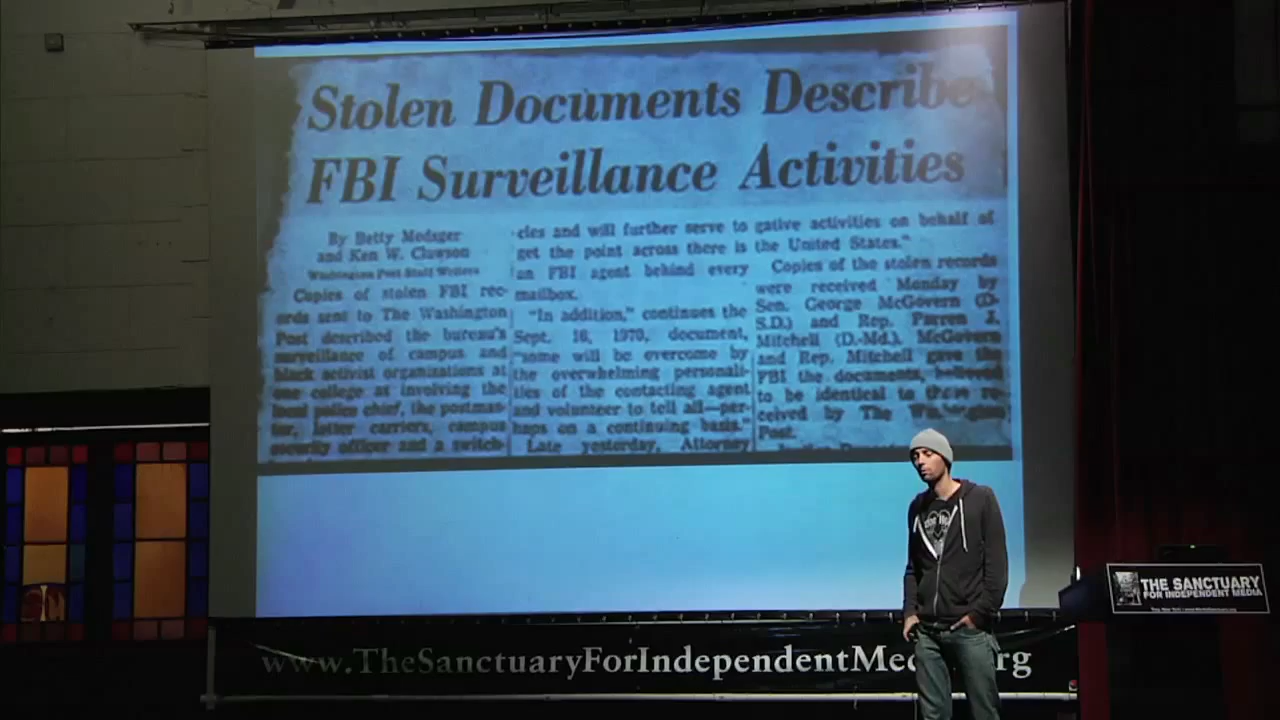 Stolen Documents Describe
FBI Surveillance Activities
By Betty Medsger
and Ken W. Clawson
Washington Post Staff Writers
Copies of stolen FBI rec-
ords sent to The Washington
Post described the bureau's
surveillance of campus and
black activist organizations at
one college as involving the
local police chief, the postmas-
ter, letter carriers, campus
security officer and a switch-
cies and will further serve to
get the point across there is
an FBI agent behind every
mailbox.
"In addition," continues the
Sept. 16, 1970, document,
"some will be overcome by
the overwhelming personali-
ties of the contacting agent
and volunteer to tell all—per-
haps on a continuing basis."
Late yesterday, Attorney
gative activities on behalf of
the United States."
Copies of the stolen records
were received Monday by
Sen. George McGovern (D-
S.D.) and Rep. Parren J.
Mitchell (D.-Md.). McGovern
and Rep. Mitchell gave the
FBI the documents, believed
to be identical to those re-
ceived by The Washington
Post.
THE SANCTUARY
FOR INDEPENDENT MEDIA
www.TheSanctuaryForIndependentMe rg